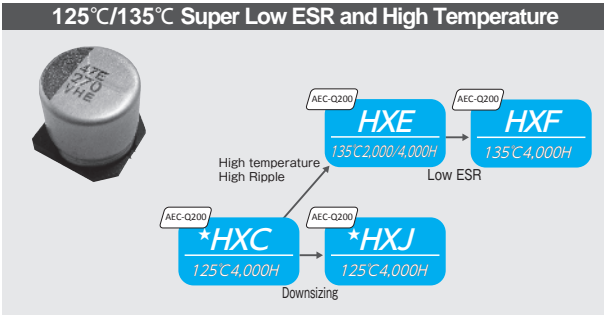 125℃/135℃ Super Low ESR and High Temperature
47E
270
VHE
AEC-Q200
HXE
135℃2,000/4,000H
AEC-Q200
HXF
135℃4,000H
High temperature
High Ripple
Low ESR
AEC-Q200
★HXC
125℃4,000H
AEC-Q200
★HXJ
125℃4,000H
Downsizing